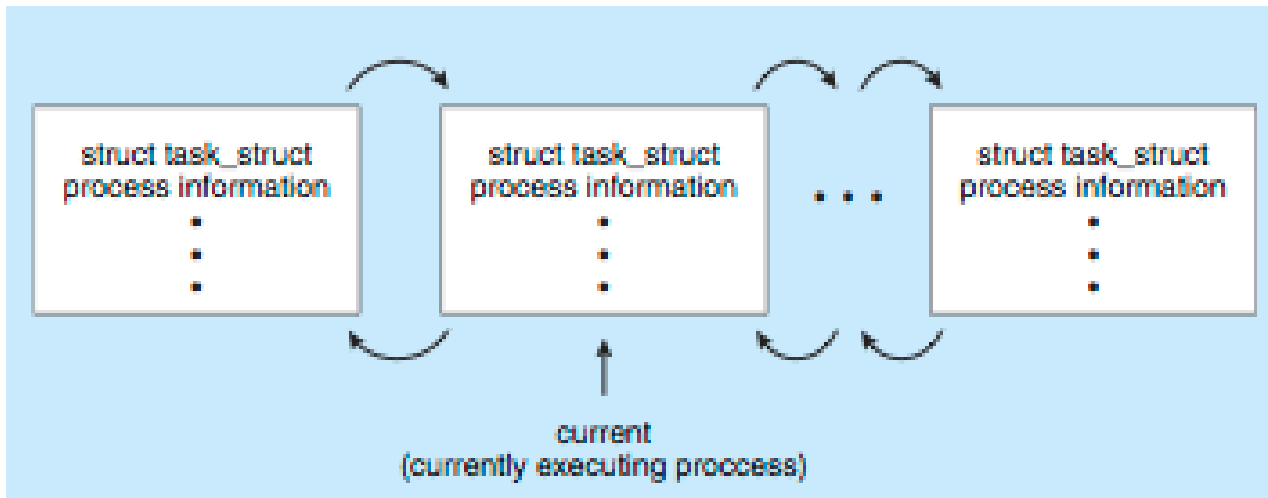 struct task_struct
process information
•
•
•
struct task_struct
process information
•
•
•
• • •
struct task_struct
process information
•
•
•
current
(currently executing proccess)